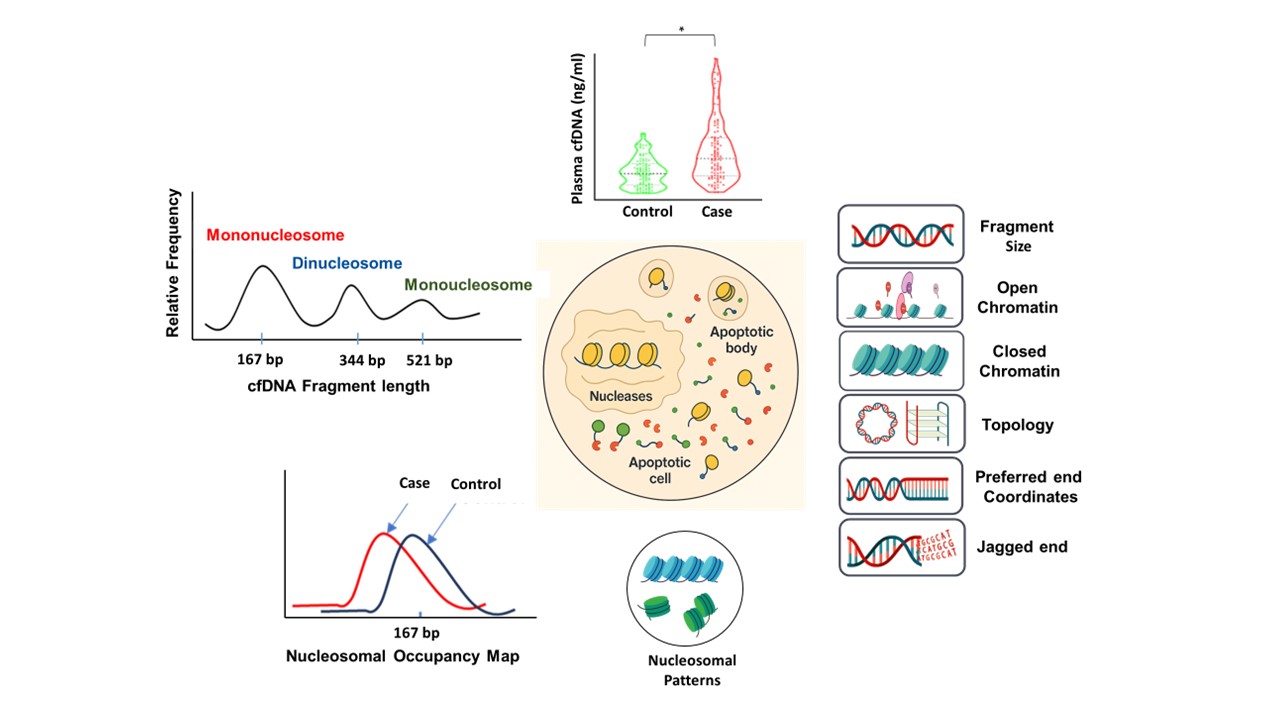 *
Plasma cfDNA (ng/ml)
Control
Case
Relative Frequency
Mononucleosome
Dinucleosome
Monoucleosome
167 bp
344 bp
521 bp
cfDNA Fragment length
Apoptotic
body
Nucleases
Apoptotic
cell
Fragment
Size
Open
Chromatin
Closed
Chromatin
Topology
Preferred end
Coordinates
GCGCAT
CATGCG
TGCGCAT
Jagged end
Case
Control
167 bp
Nucleosomal Occupancy Map
Nucleosomal
Patterns